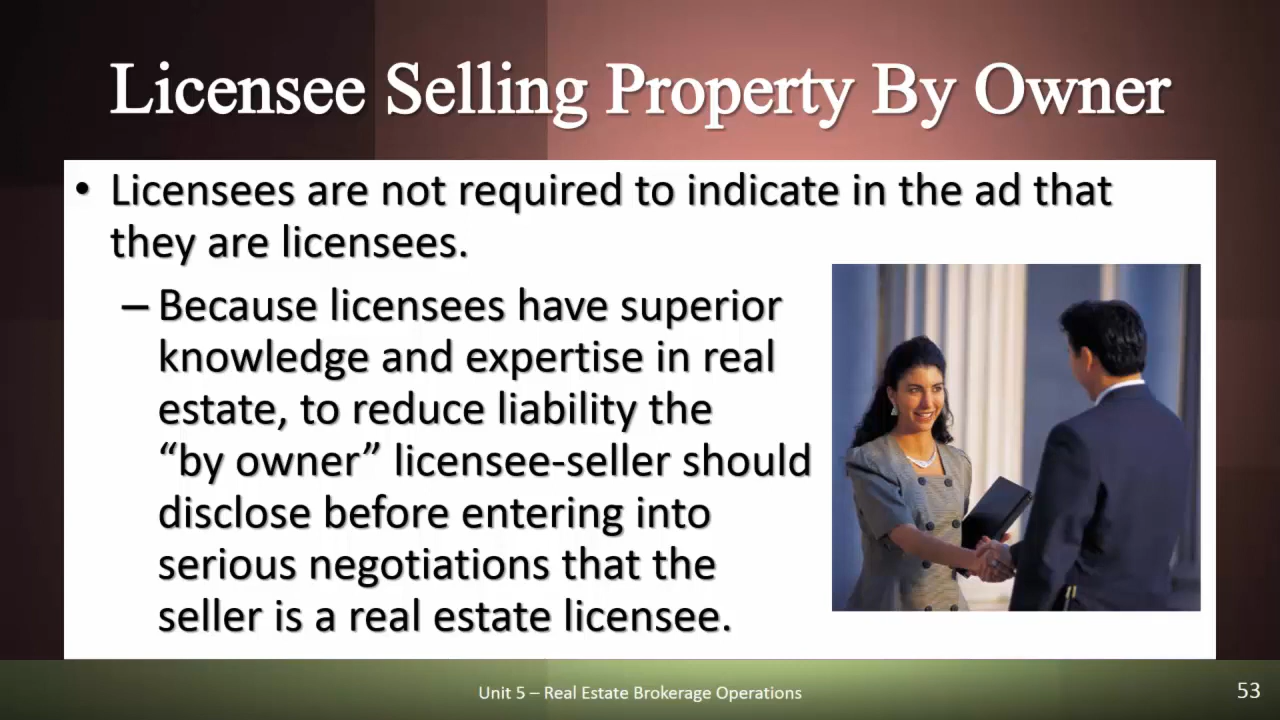 Licensee Selling Property By Owner
• Licensees are not required to indicate in the ad that
they are licensees.
– Because licensees have superior
knowledge and expertise in real
estate, to reduce liability the
“by owner” licensee-seller should
disclose before entering into
serious negotiations that the
seller is a real estate licensee.
Unit 5 – Real Estate Brokerage Operations
53